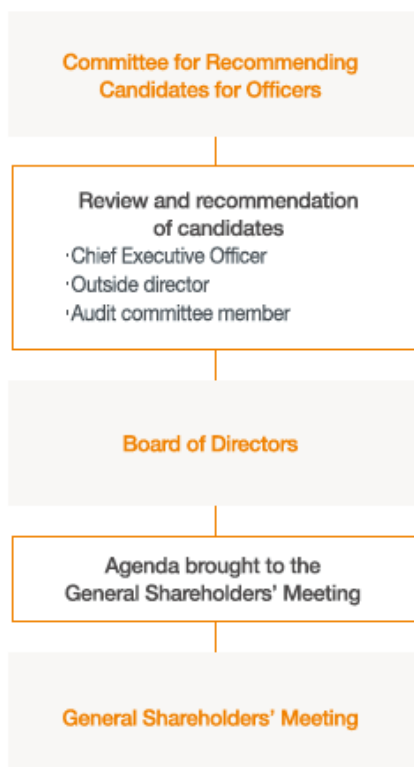 Committee for Recommending
Candidates for Officers
Review and recommendation
of candidates
·Chief Executive Officer
·Outside director
·Audit committee member
Board of Directors
Agenda brought to the
General Shareholders’ Meeting
General Shareholders’ Meeting